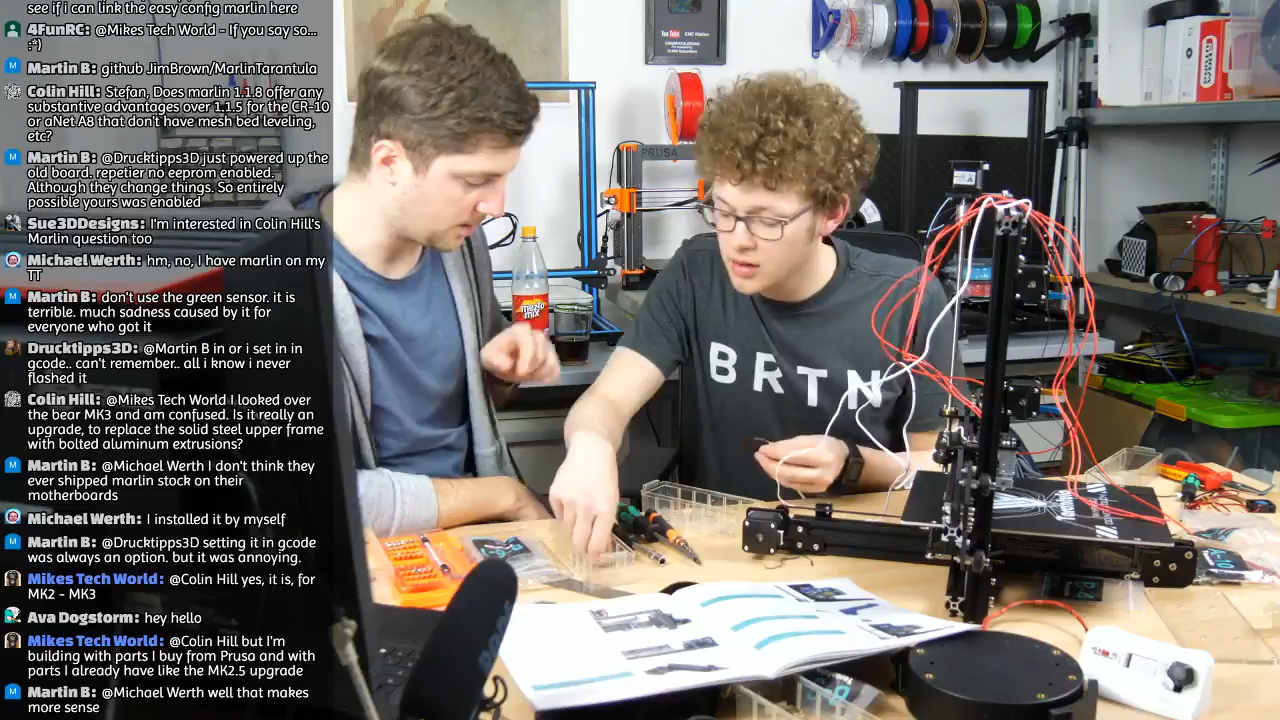 see if i can link the easy config marlin here
4FunRC: @Mikes Tech World - If you say so...
:")
Martin B: github JimBrown/MarlinTarantula
Colin Hill: Stefan, Does marlin 1.1.8 offer any
substantive advantages over 1.1.5 for the CR-10
or aNet A8 that don't have mesh bed leveling,
etc?
Martin B: @Drucktipps3D just powered up the
old board. repetier no eeprom enabled.
Although they change things. So entirely
possible yours was enabled
Sue3DDesigns: I'm interested in Colin Hill's
Marlin question too
Michael Werth: hm, no, I have marlin on my
TT
Martin B: don't use the green sensor. it is
for everyone who got it
Drucktipps3D: @Martin B in or i set in in
gcode.. can't remember.. all i know i never
flashed it
Colin Hill: @Mikes Tech World I looked over
the bear MK3 and am confused. Is it really an
upgrade, to replace the solid steel upper frame
with bolted aluminum extrusions?
Martin B: @Michael Werth I don't think they
ever shipped marlin stock on their
motherboards
Michael Werth: I installed it by myself
Martin B: @Drucktipps3D setting it in gcode
was always an option. but it was annoying.
Mikes Tech World: @Colin Hill yes, it is, for
MK2 - MK3
Ava Dogetorn: hey hello
Mikes Tech World: @Colin Hill but I'm
building with parts I buy from Prusa and with
parts I already have like the MK2.5 upgrade
Martin B: @Michael Werth well that makes
more sense
YouTube CNC Kitchen
CONGRATULATIONS
PRUSA
mezzo
mix
BRTN